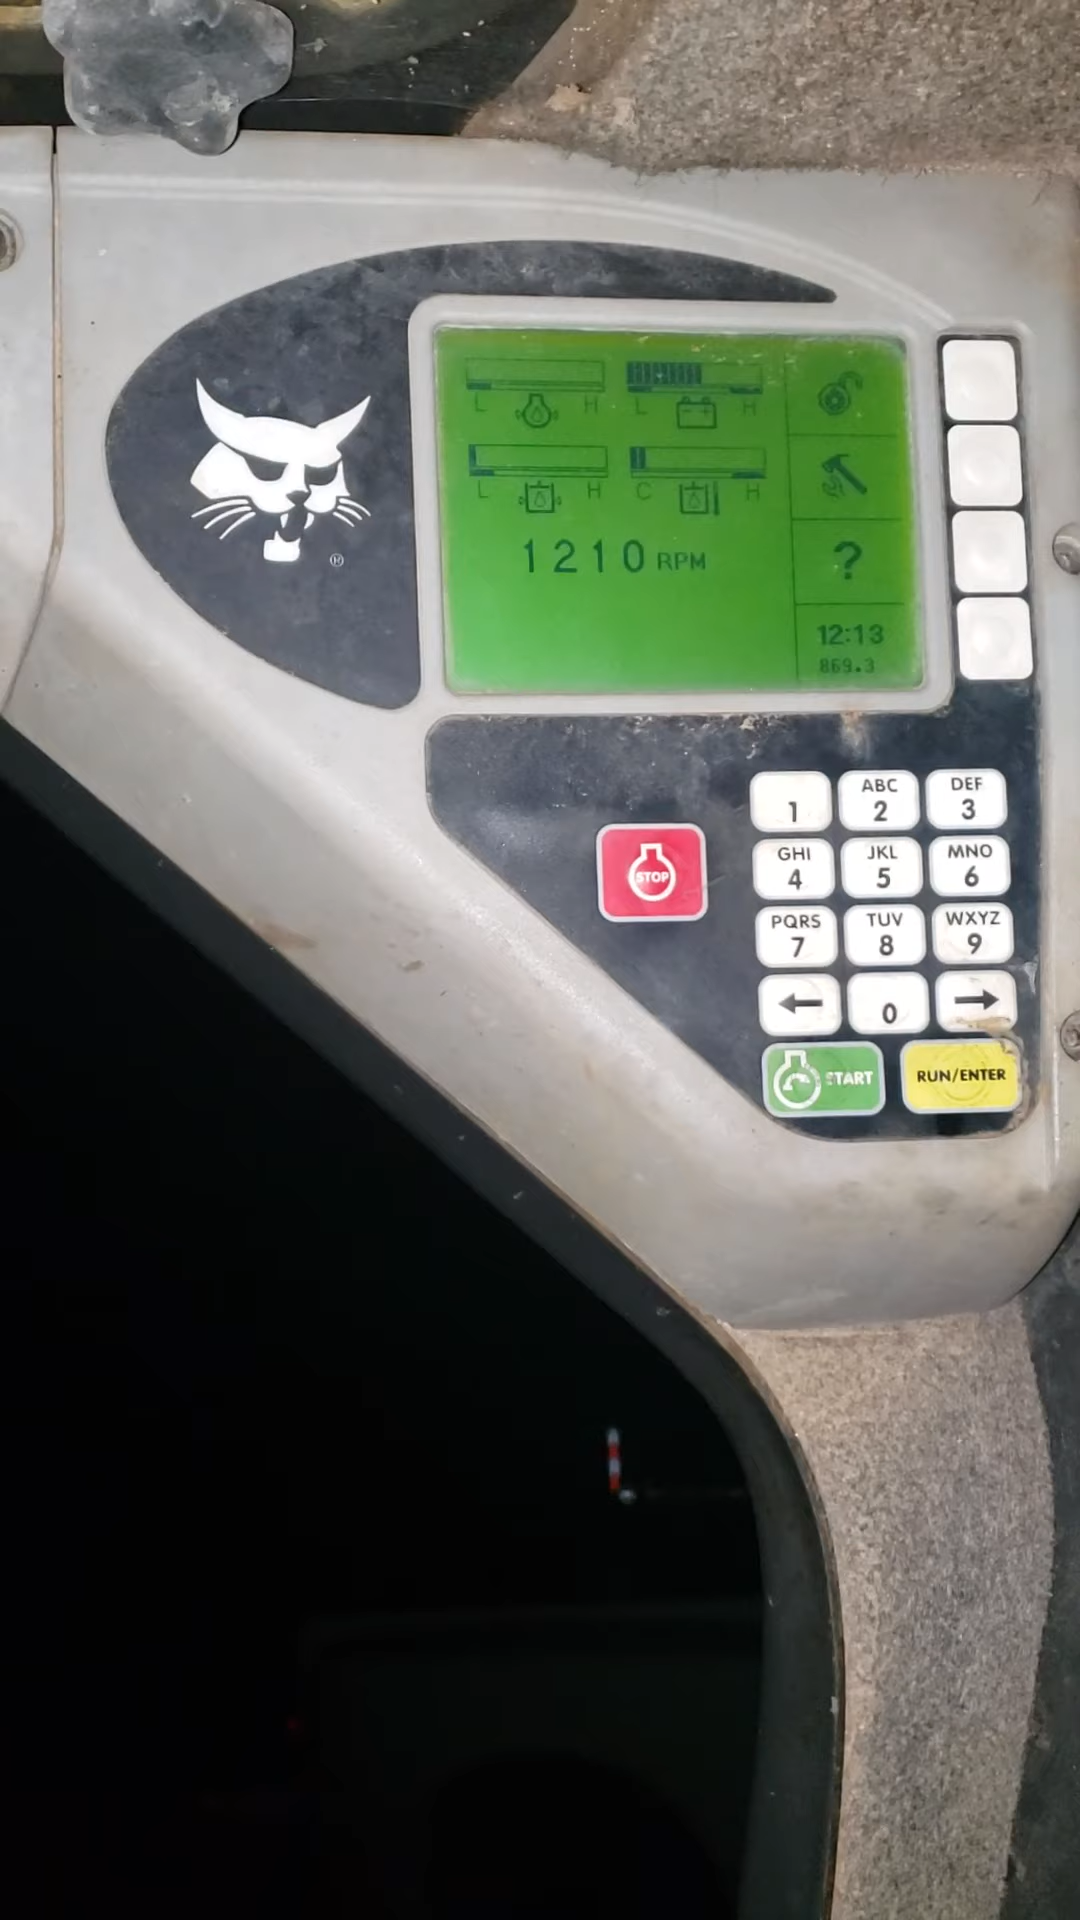 L H L H
L H C H
1210 RPM
?
12:13
869.3
®
STOP
1
ABC
2
DEF
3
GHI
4
JKL
5
MNO
6
PQRS
7
TUV
8
WXYZ
9
0
START
RUN/ENTER